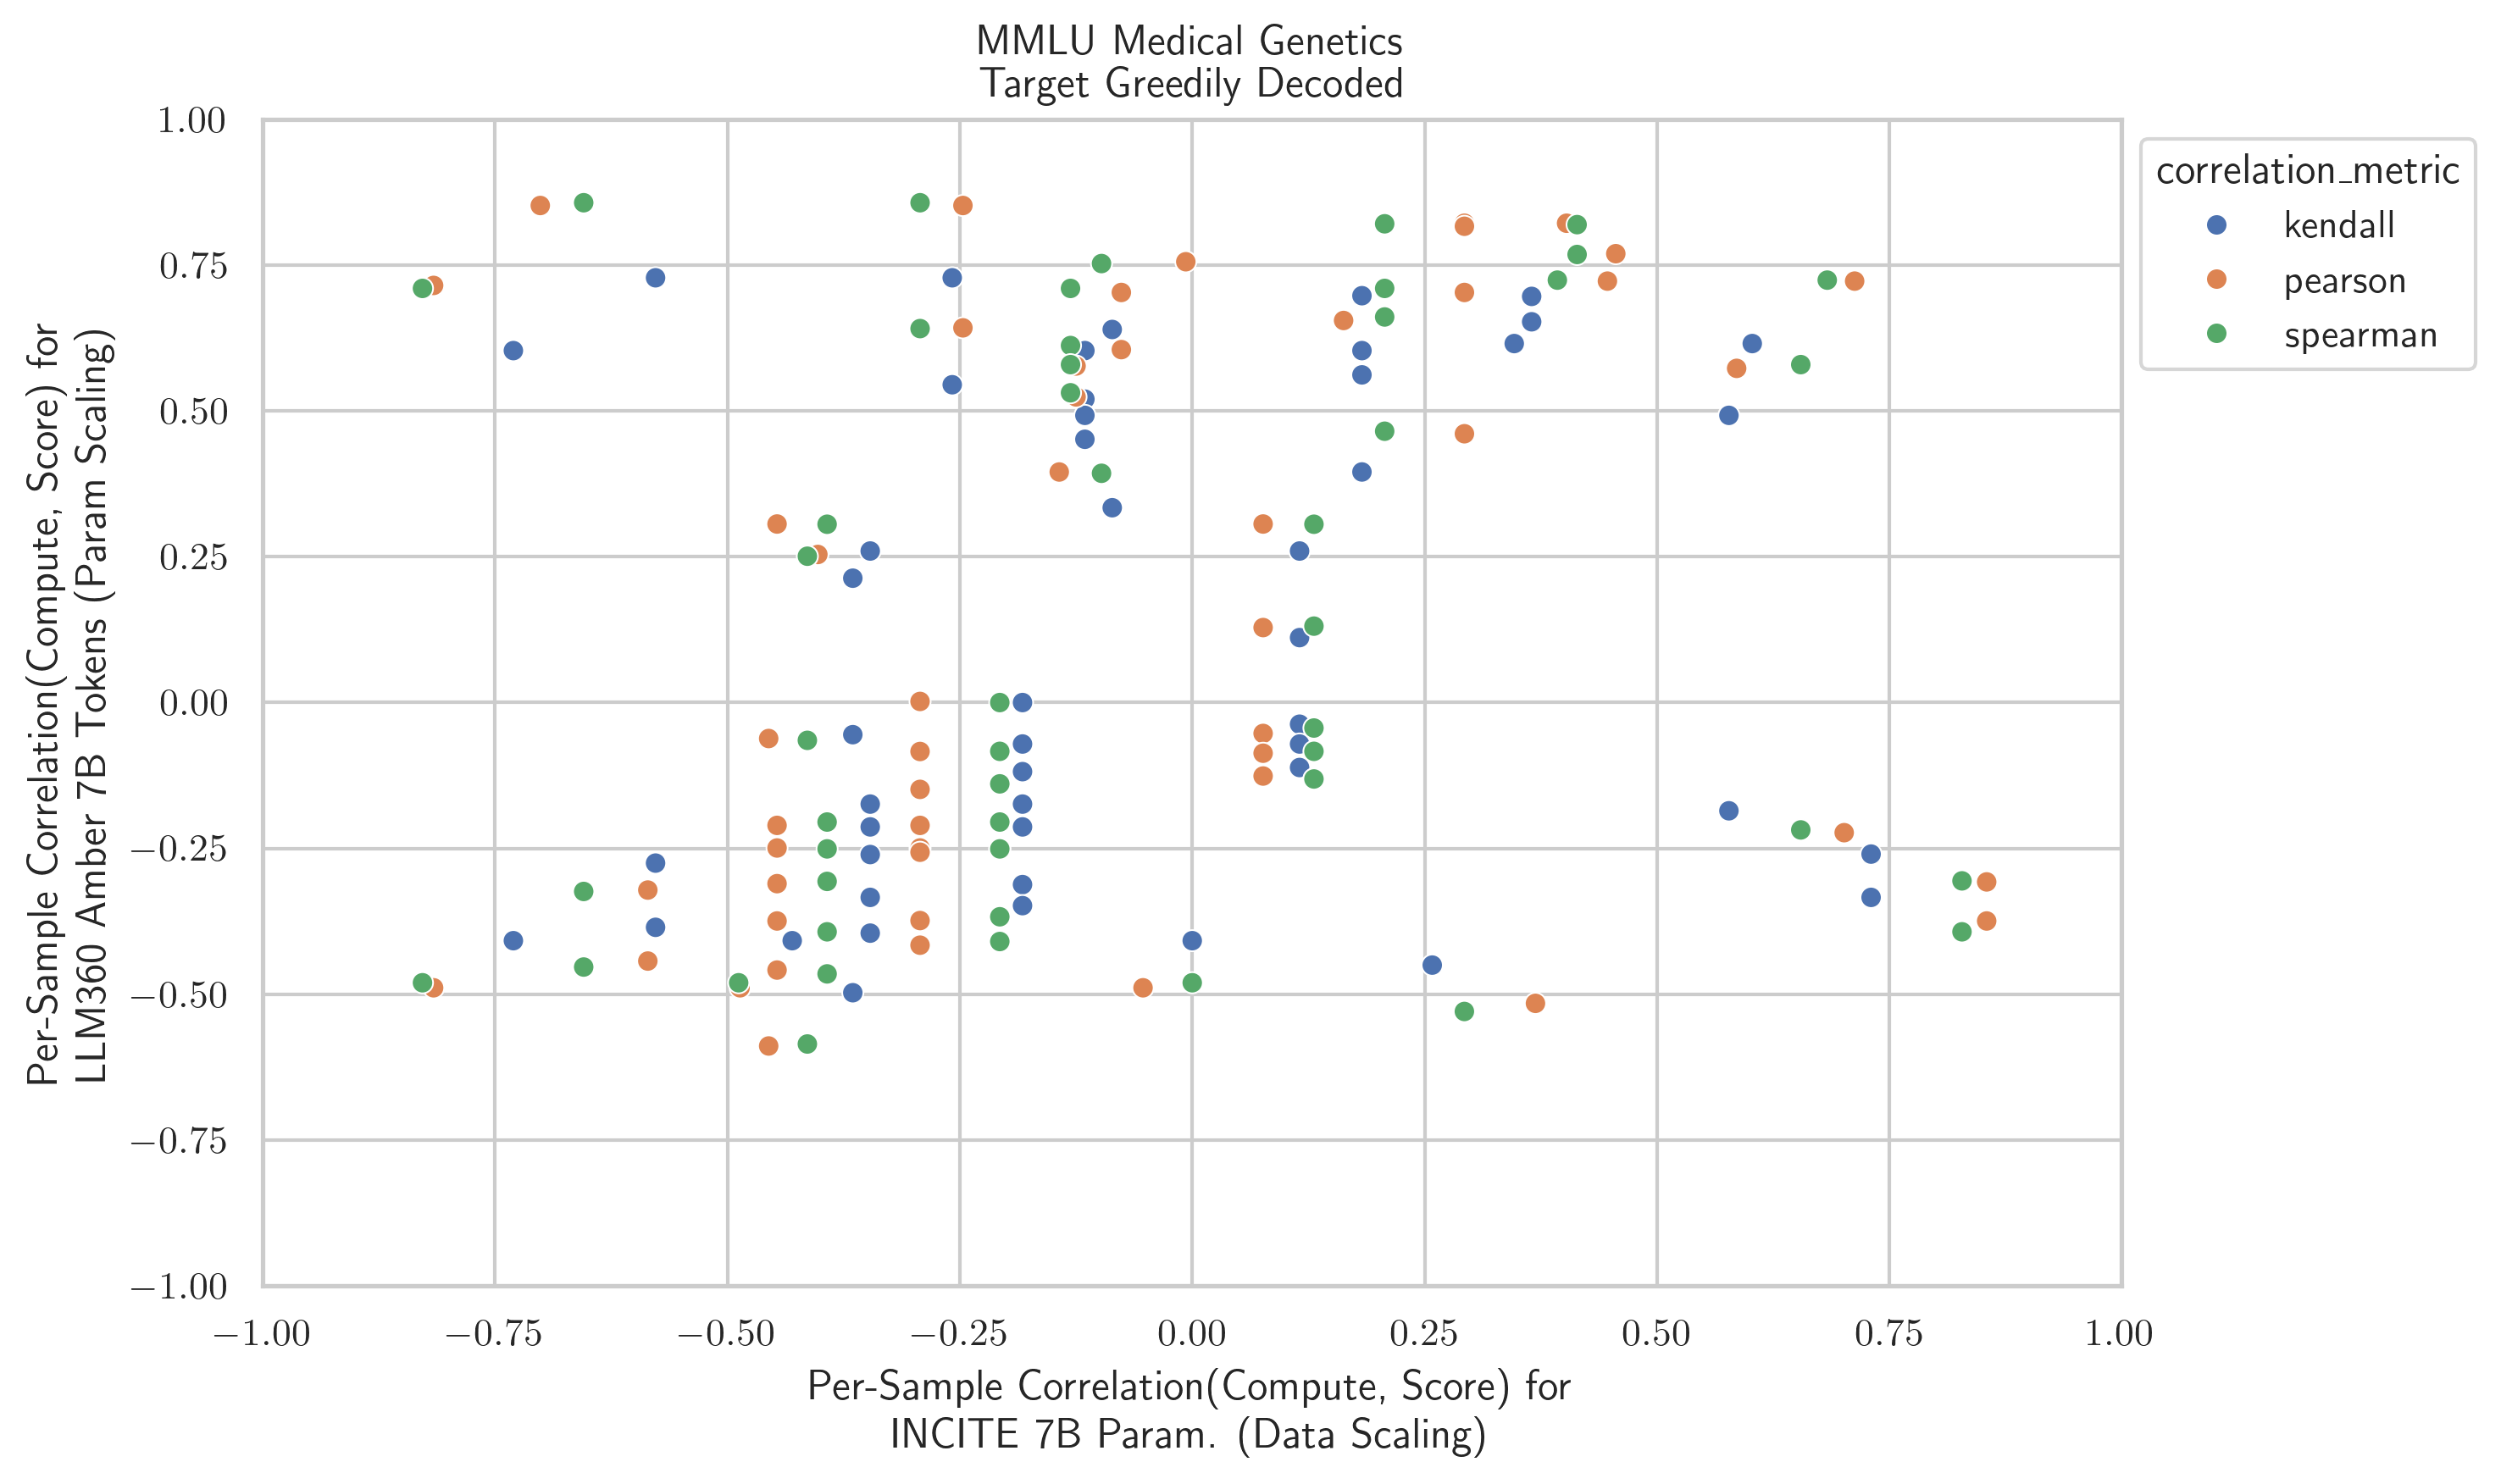 MMLU Medical Genetics
Target Greedily Decoded
Per-Sample Correlation(Compute, Score) for
LLM360 Amber 7B Tokens (Param Scaling)
1.00
0.75
0.50
0.25
0.00
−0.25
−0.50
−0.75
−1.00
−1.00 −0.75 −0.50 −0.25 0.00 0.25 0.50 0.75 1.00
Per-Sample Correlation(Compute, Score) for
INCITE 7B Param. (Data Scaling)
correlation_metric
kendall
pearson
spearman